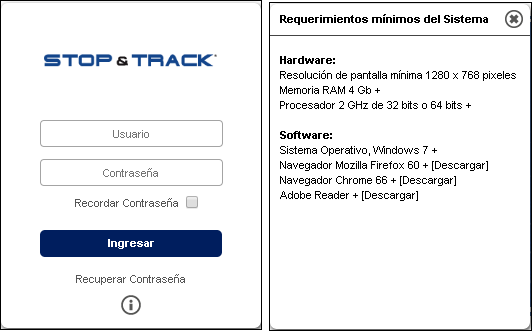 STOP & TRACK
Usuario
Contraseña
Recordar Contraseña
Ingresar
Recuperar Contraseña
Requerimientos mínimos del Sistema
Hardware:
Resolución de pantalla mínima 1280 x 768 pixeles
Memoria RAM 4 Gb +
Procesador 2 GHz de 32 bits o 64 bits +
Software:
Sistema Operativo, Windows 7 +
Navegador Mozilla Firefox 60 + [Descargar]
Navegador Chrome 66 + [Descargar]
Adobe Reader + [Descargar]